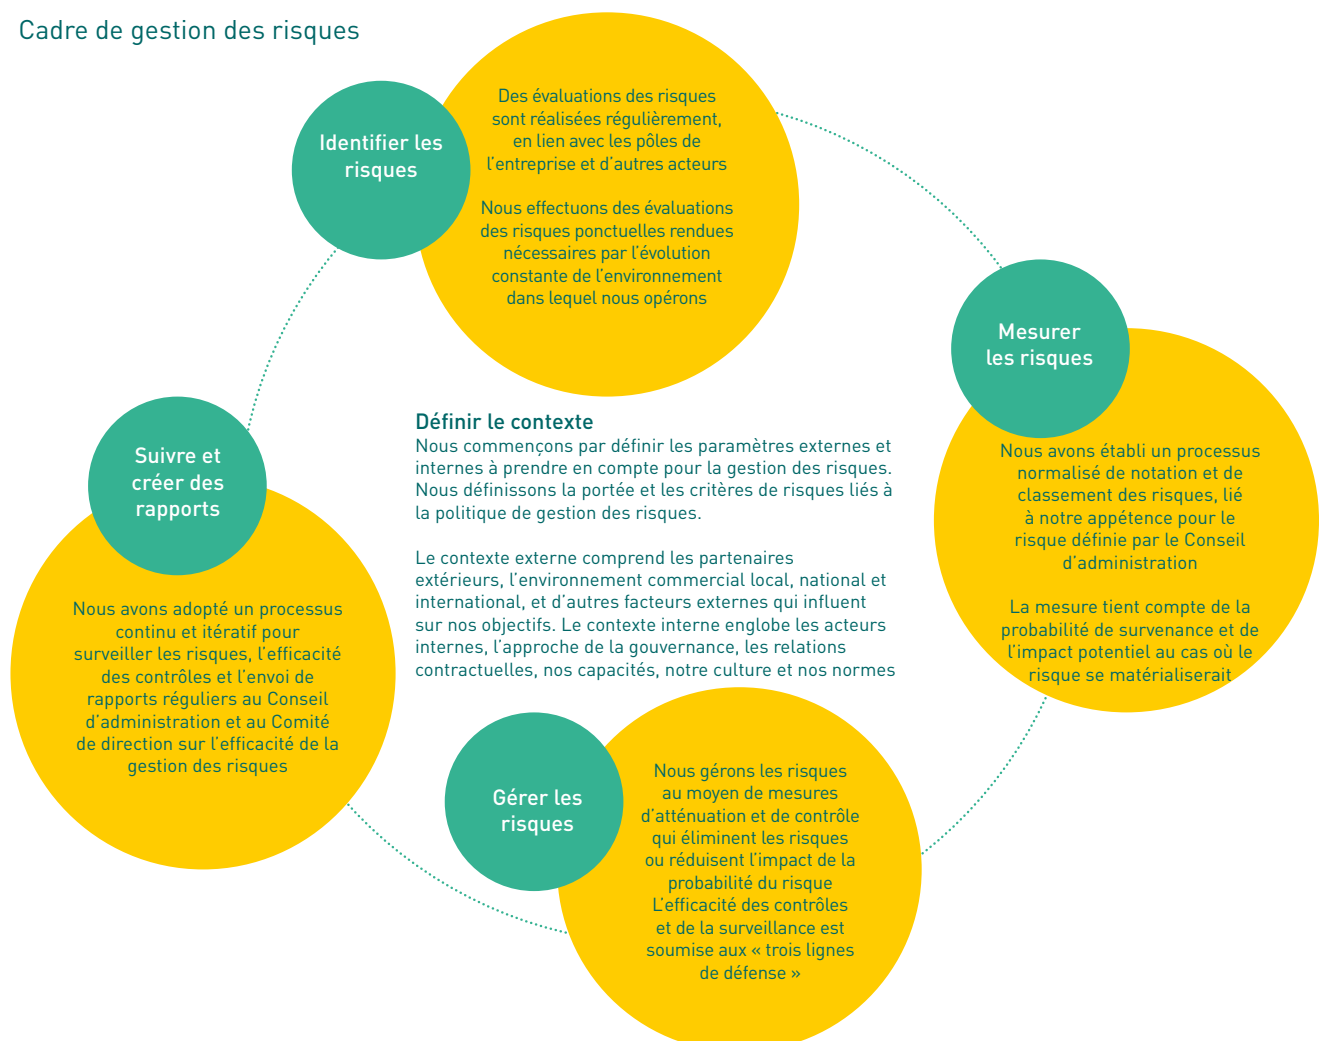 Cadre de gestion des risques
Identifier les
risques
Des évaluations des risques
sont réalisées régulièrement,
en lien avec les pôles de
l'entreprise et d'autres acteurs
Nous effectuons des évaluations
des risques ponctuelles rendues
nécessaires par l'évolution
constante de l'environnement
dans lequel nous opérons
Mesurer
les risques
Nous avons établi un processus
normalisé de notation et de
classement des risques, lié
à notre appétence pour le
risque définie par le Conseil
d'administration
La mesure tient compte de la
probabilité de survenance et de
l'impact potentiel au cas où le
risque se matérialiserait
Définir le contexte
Nous commençons par définir les paramètres externes et
internes à prendre en compte pour la gestion des risques.
Nous définissons la portée et les critères de risques liés à
la politique de gestion des risques.
Le contexte externe comprend les partenaires
extérieurs, l'environnement commercial local, national et
international, et d'autres facteurs externes qui influent
sur nos objectifs. Le contexte interne englobe les acteurs
internes, l'approche de la gouvernance, les relations
contractuelles, nos capacités, notre culture et nos normes
Suivre et
créer des
rapports
Nous avons adopté un processus
continu et itératif pour
surveiller les risques, l'efficacité
des contrôles et l'envoi de
rapports réguliers au Conseil
d'administration et au Comité
de direction sur l'efficacité de la
gestion des risques
Gérer les
risques
Nous gérons les risques
au moyen de mesures
d'atténuation et de contrôle
qui éliminent les risques
ou réduisent l'impact de la
probabilité du risque
L'efficacité des contrôles
et de la surveillance est
soumise aux « trois lignes
de défense »